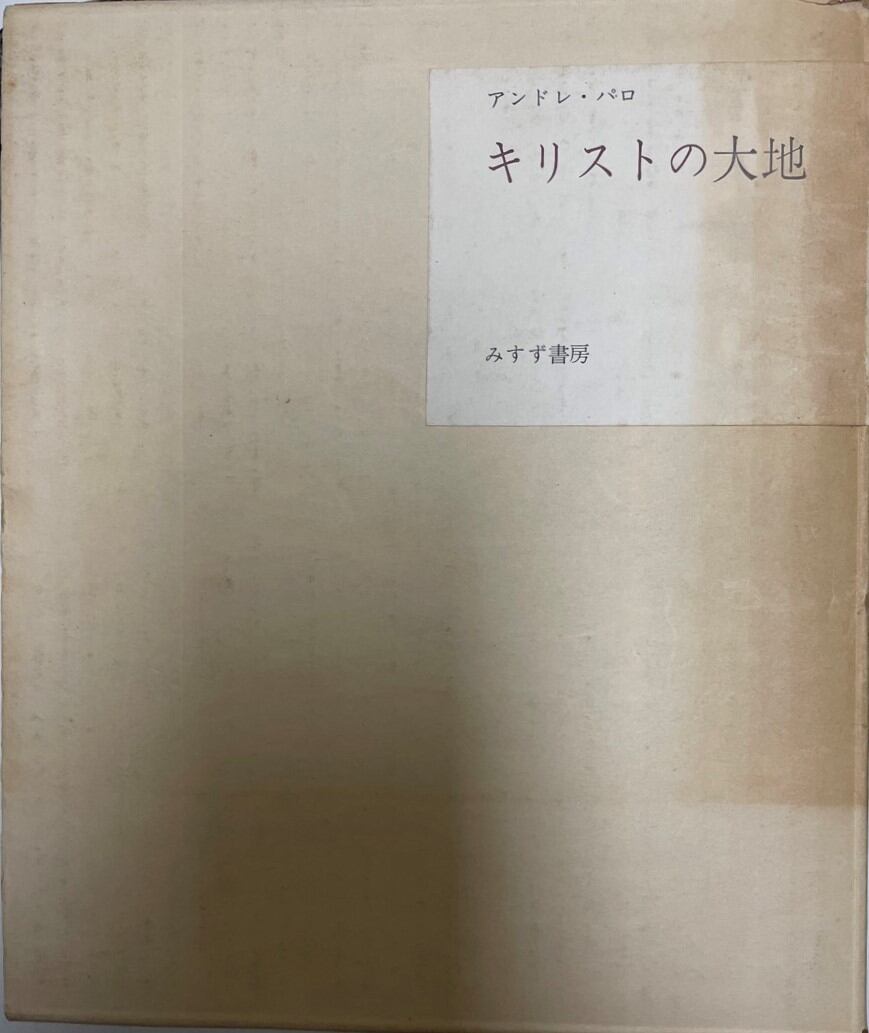 アンドレ・パロ
キリストの大地
みすず書房